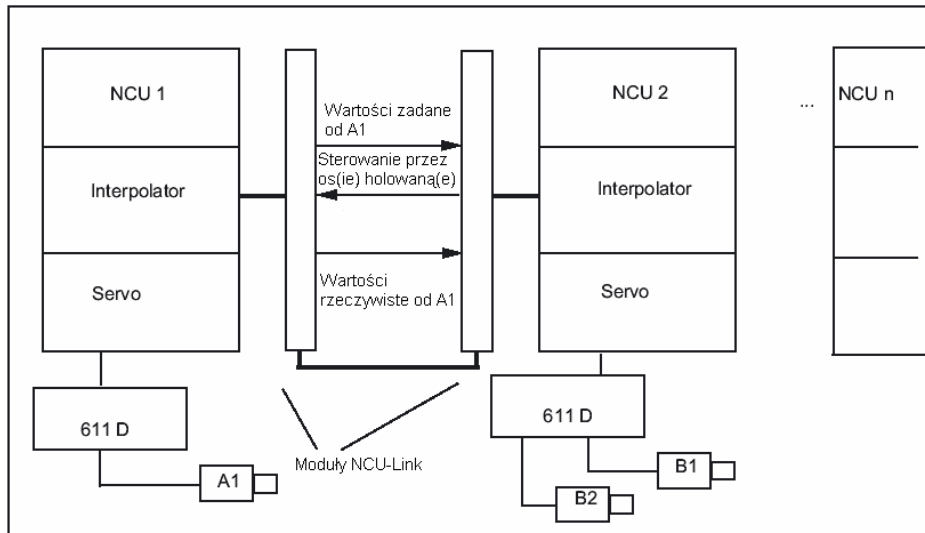 NCU 1
NCU 2
... NCU n
Wartości zadane
od A1
Sterowanie przez
os(ie) holowaną(e)
Interpolator
Interpolator
Wartości
rzeczywiste od A1
Servo
Servo
611 D
611 D
Moduły NCU-Link
A1
B1
B2